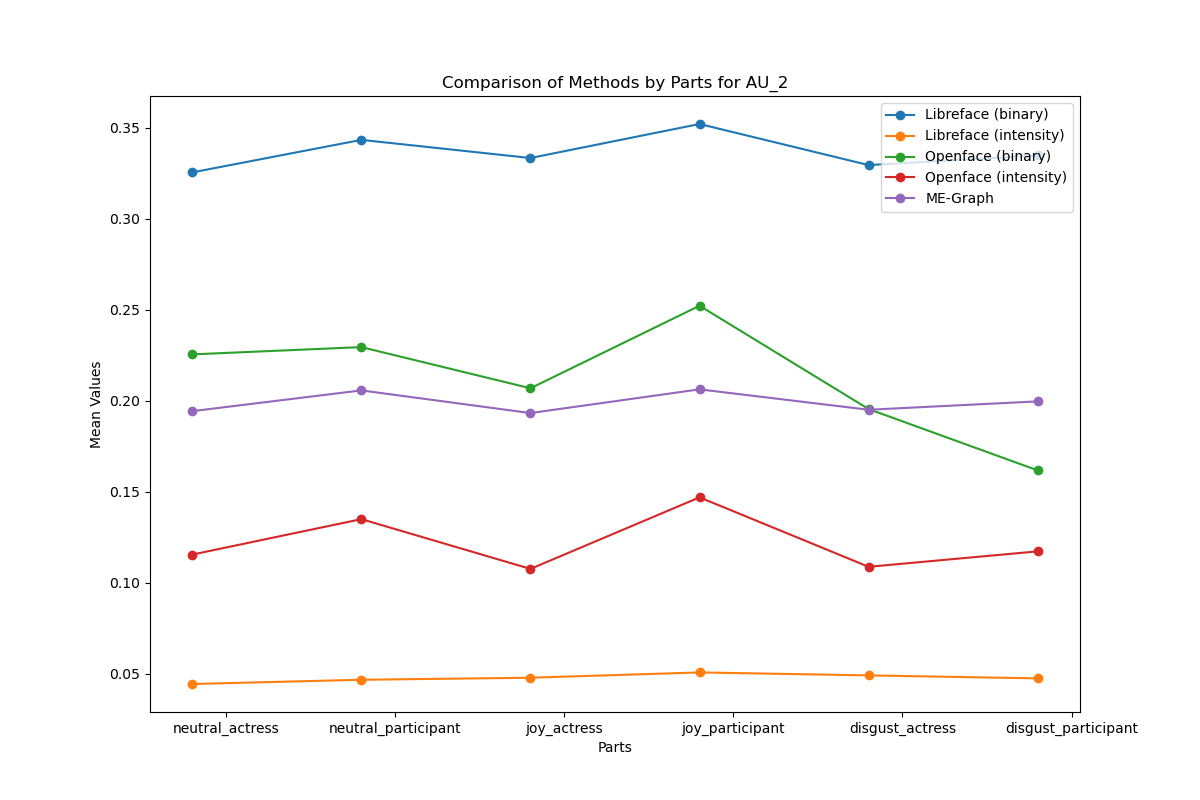 Comparison of Methods by Parts for AU_2
Libreface (binary)
Libreface (intensity)
Openface (binary)
Openface (intensity)
ME-Graph
0.35
0.30
0.25
0.20
0.15
0.10
0.05
Mean Values
neutral_actress neutral_participant joy_actress joy_participant disgust_actress disgust_participant
Parts